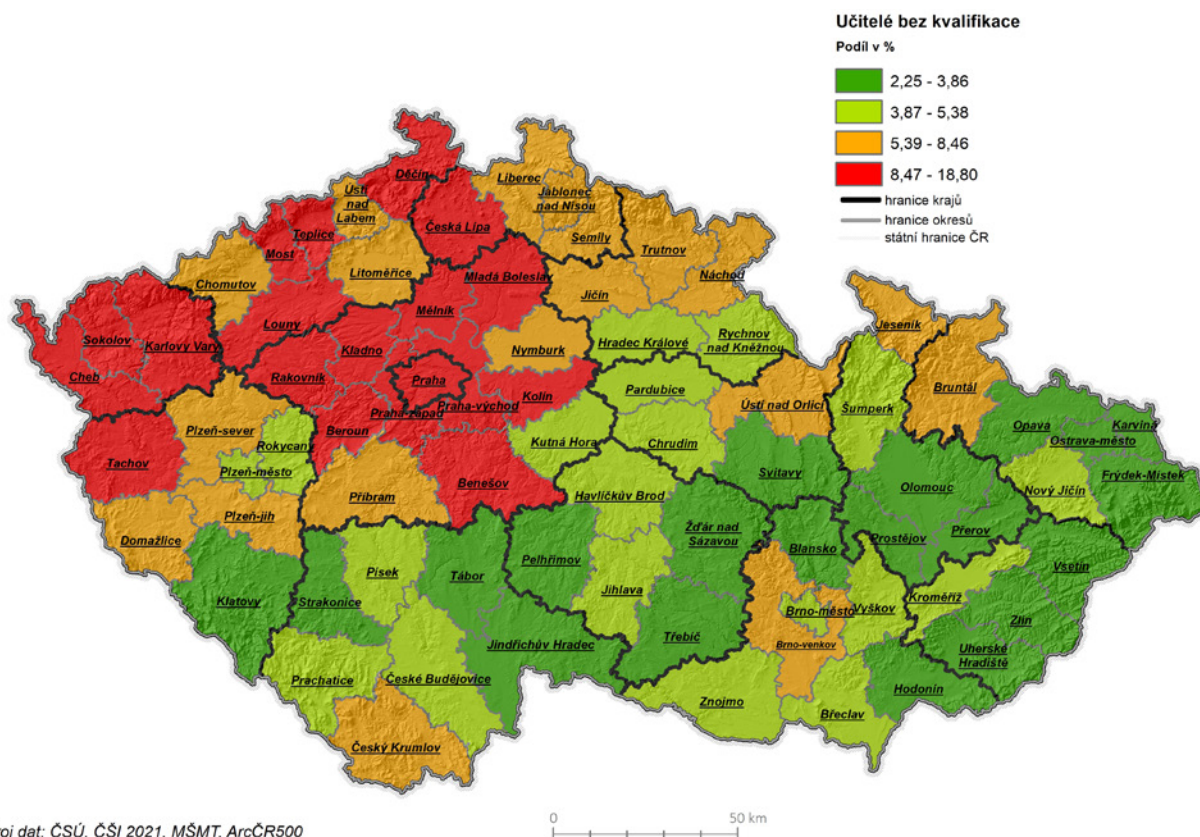 Učitelé bez kvalifikace
Podíl v %
2,25 - 3,86
3,87 - 5,38
5,39 - 8,46
8,47 - 18,80
hranice krajů
hranice okresů
státní hranice ČR
Děčín
Liberec
Jablonec
nad Nisou
Ústí
nad
Labem
Česká Lípa
Teplice
Semily
Trutnov
Most
Litoměřice
Mladá Boleslav
Náchod
Chomutov
Jičín
Mělník
Louny
Jeseník
Sokolov
Karlovy Vary
Kladno
Nymburk
Hradec Králové
Rychnov
nad Kněžnou
Cheb
Rakovník
Praha
Bruntál
Pardubice
Kolín
Ústí nad Orlicí
Šumperk
Praha-západ
Praha-východ
Plzeň-sever
Beroun
Opava
Karviná
Rokycany
Kutná Hora
Chrudim
Ostrava-město
Tachov
Plzeň-město
Svitavy
Frýdek-Místek
Benešov
Olomouc
Nový Jičín
Příbram
Havlíčkův Brod
Plzeň-jih
Žďár nad
Sázavou
Přerov
Domažlice
Prostějov
Blansko
Pelhřimov
Vsetín
Písek
Tábor
Jihlava
Kroměříž
Klatovy
Strakonice
Brno-město
Vyškov
Zlín
Třebíč
Brno-venkov
Jindřichův Hradec
Uherské
Hradiště
Prachatice
České Budějovice
Hodonín
Znojmo
Břeclav
Český Krumlov
0 50 km
oj dat: ČSÚ, ČŠI 2021, MŠMT, ArcČR500